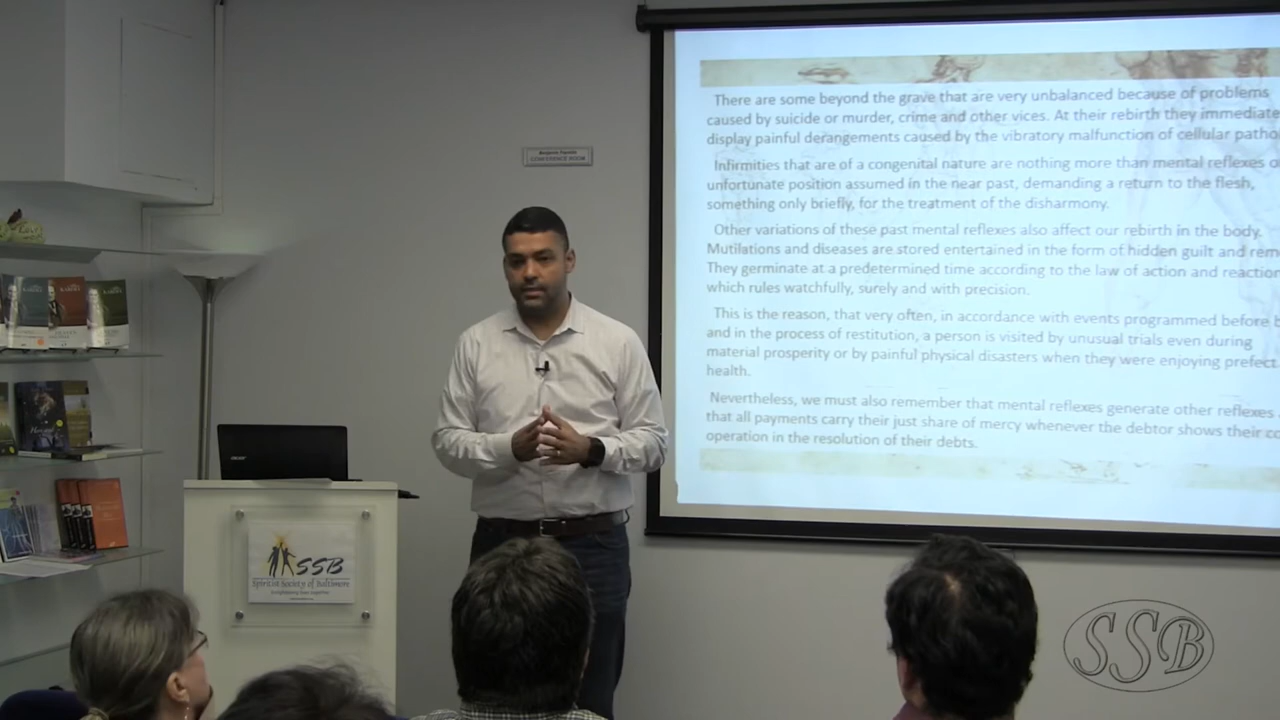 There are some beyond the grave that are very unbalanced because of problems
caused by suicide or murder, crime and other vices. At their rebirth they immediate
display painful derangements caused by the vibratory malfunction of cellular patho
Infirmities that are of a congenital nature are nothing more than mental reflexes o
unfortunate position assumed in the near past, demanding a return to the flesh,
something only briefly, for the treatment of the disharmony.
Other variations of these past mental reflexes also affect our rebirth in the body.
Mutilations and diseases are stored entertained in the form of hidden guilt and rem
They germinate at a predetermined time according to the law of action and reaction
which rules watchfully, surely and with precision.
This is the reason, that very often, in accordance with events programmed before b
and in the process of restitution, a person is visited by unusual trials even during
material prosperity or by painful physical disasters when they were enjoying prefect
health.
Nevertheless, we must also remember that mental reflexes generate other reflexes
that all payments carry their just share of mercy whenever the debtor shows their co
operation in the resolution of their debts.
CONFERENCE ROOM
acer
SSB
Spiritist Society of Baltimore
SSB